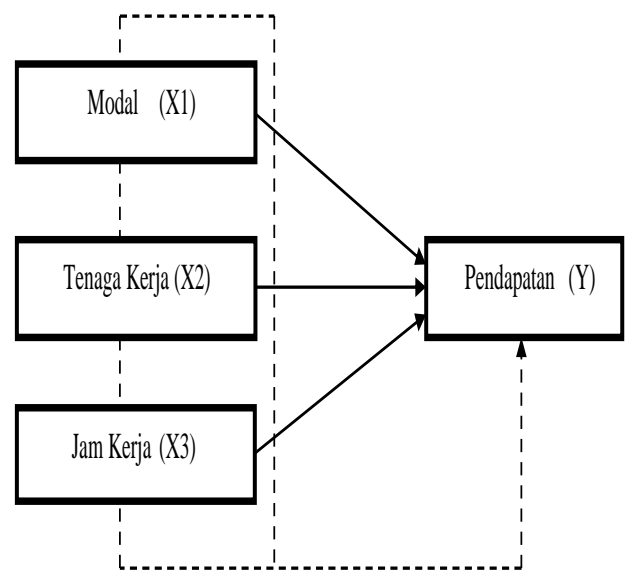 Modal (X1)
Tenaga Kerja (X2)
Pendapatan (Y)
Jam Kerja (X3)